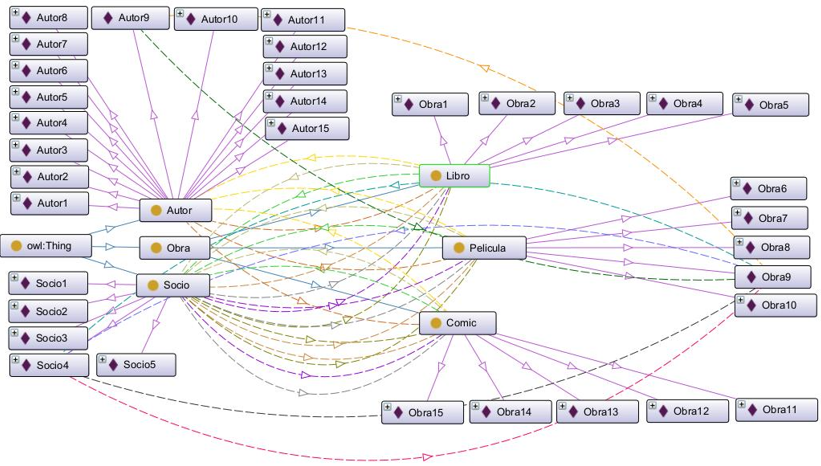 Autor8
Autor9
Autor10
Autor11
Autor7
Autor12
Autor6
Autor13
Autor5
Autor14
Autor4
Autor15
Autor3
Autor2
Autor1
Obra1
Obra2
Obra3
Obra4
Obra5
Libro
Autor
Obra6
Obra7
owl:Thing
Obra
Pelicula
Obra8
Socio1
Socio
Obra9
Socio2
Obra10
Socio3
Comic
Socio4
Socio5
Obra15
Obra14
Obra13
Obra12
Obra11